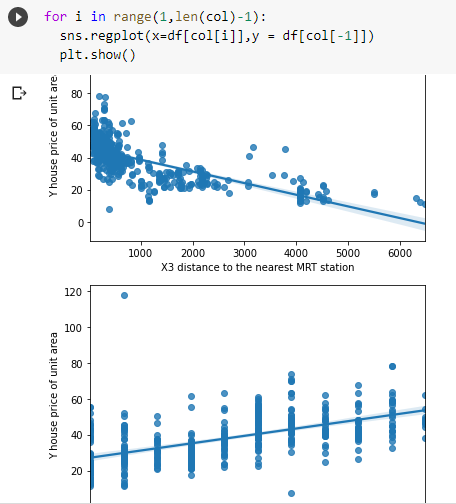 for i in range(1,len(col)-1):
sns.regplot(x=df[col[i]],y = df[col[-1]])
plt.show()
80
60
40
20
0
Y house price of unit area
1000 2000 3000 4000 5000 6000
X3 distance to the nearest MRT station
120
100
80
60
40
20
Y house price of unit area